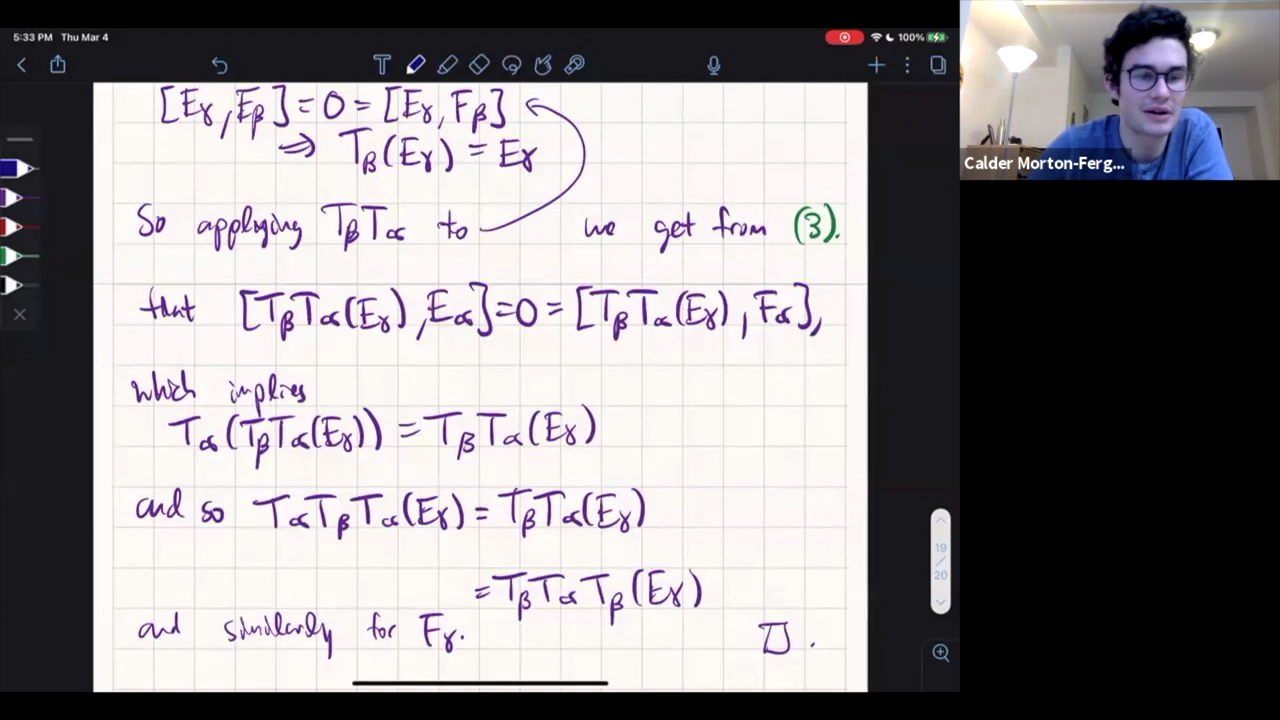 5:33 PM Thu Mar 4
100%
[Eγ, Eβ] = 0 = [Eγ, Fβ]
⇒ Tβ(Eγ) = Eγ
So applying TβTα to we get from (3).
that [TβTα(Eγ), Eα] = 0 = [TβTα(Eγ), Fα],
which implies
Tα(TβTα(Eγ)) = TβTα(Eγ)
and so TαTβTα(Eγ) = TβTα(Eγ)
= TβTαTβ(Eγ)
and similarly for Fγ. □.
19
/
20
Calder Morton-Ferg...